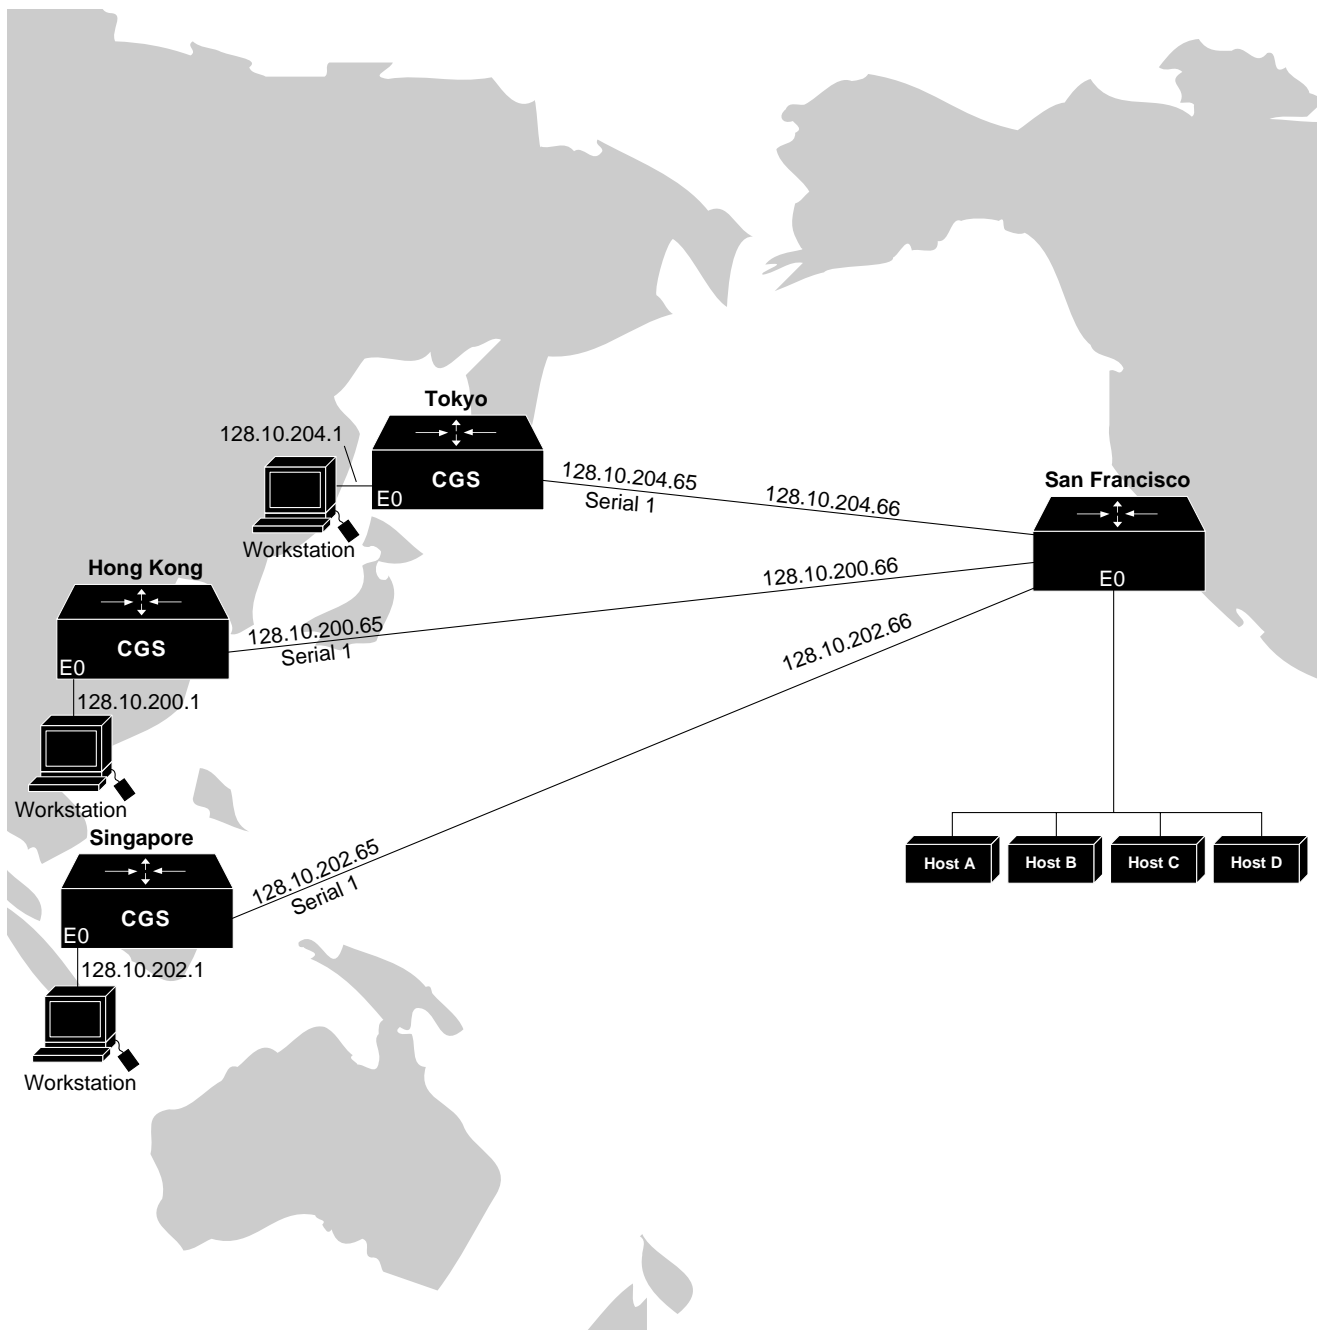 Tokyo
128.10.204.1
CGS
E0
Workstation
128.10.204.65
Serial 1
128.10.204.66
San Francisco
E0
Hong Kong
CGS
E0
128.10.200.65
Serial 1
128.10.200.66
128.10.200.1
Workstation
128.10.202.66
Singapore
CGS
E0
128.10.202.65
Serial 1
128.10.202.1
Workstation
Host A
Host B
Host C
Host D